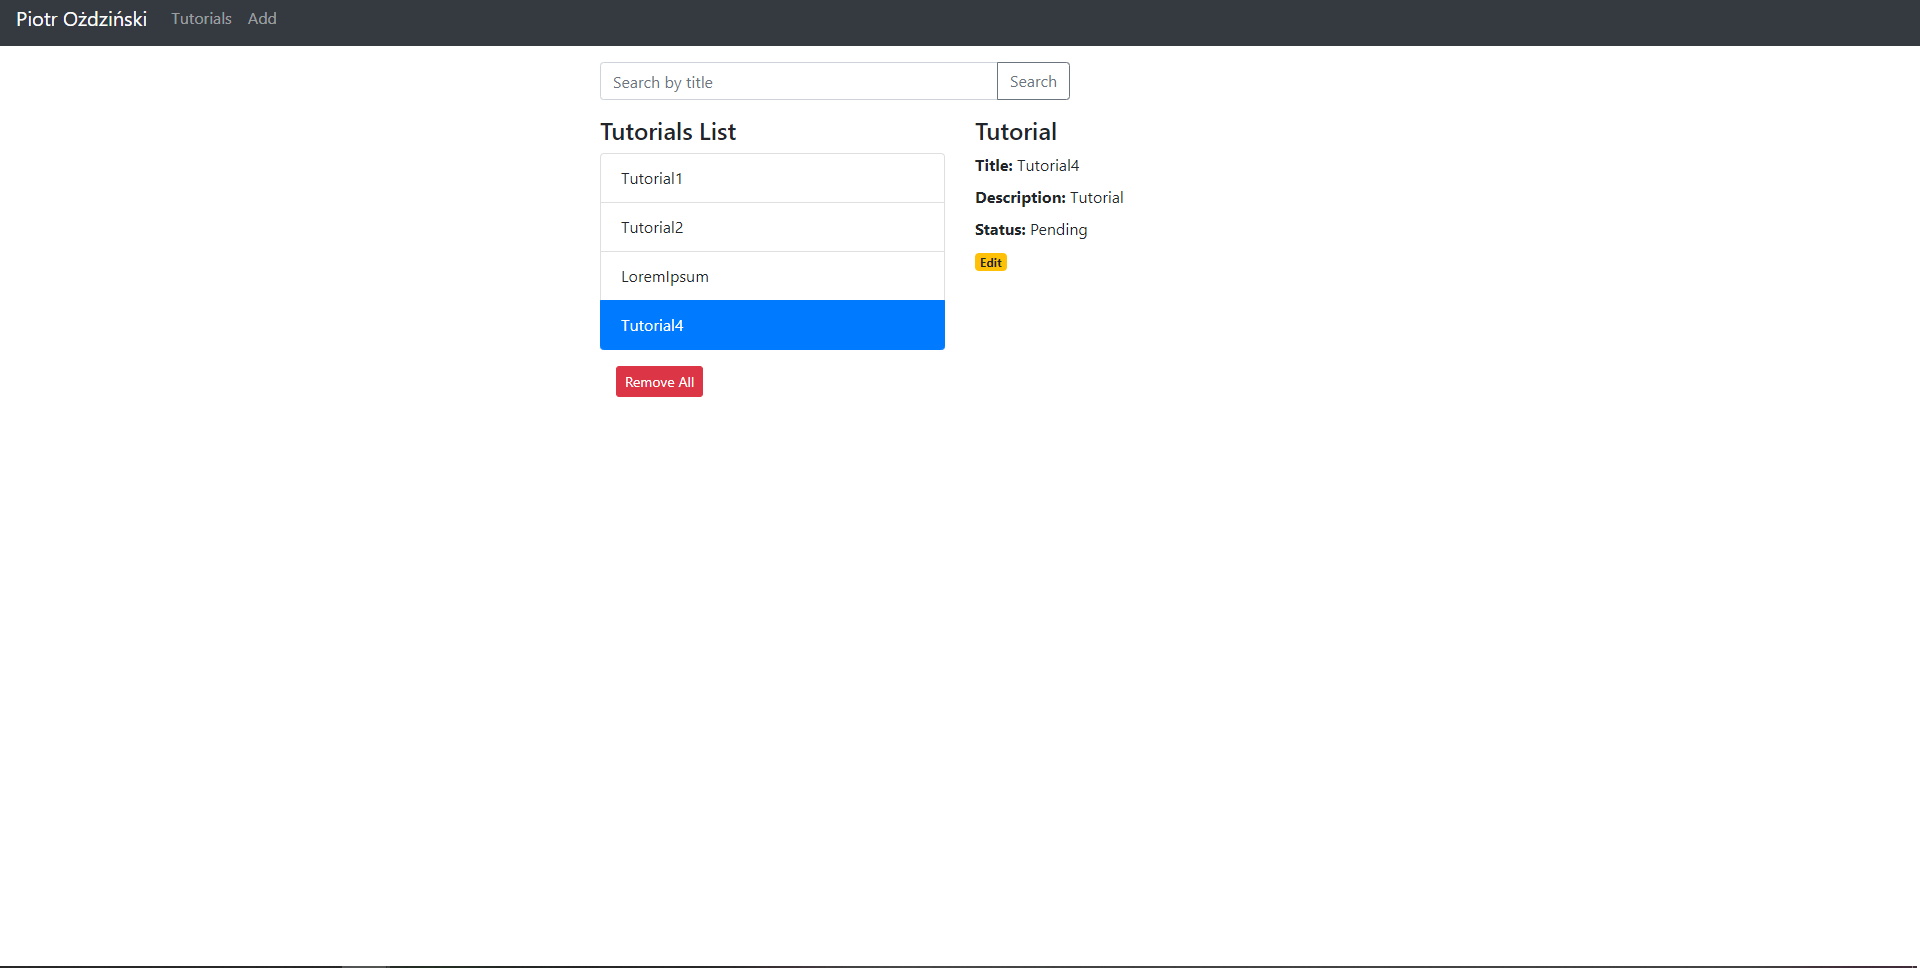 Piotr Ożdziński Tutorials Add
Search by title Search
Tutorials List
Tutorial1
Tutorial2
LoremIpsum
Tutorial4
Remove All
Tutorial
Title: Tutorial4
Description: Tutorial
Status: Pending
Edit